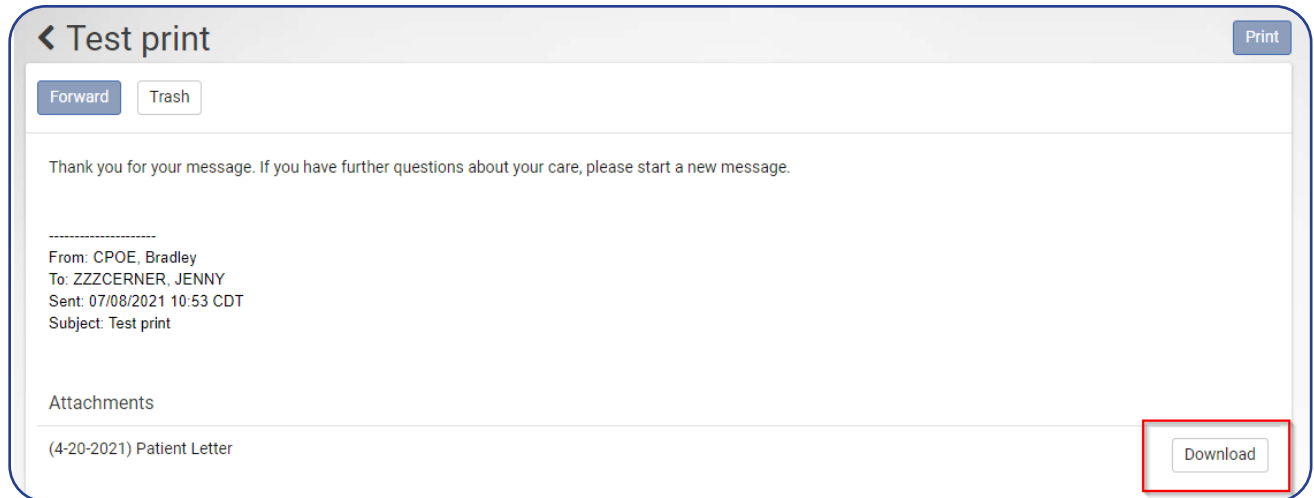 Test print
Print
Forward
Trash
Thank you for your message. If you have further questions about your care, please start a new message.
---------------------
From: CPOE, Bradley
To: ZZZCERNER, JENNY
Sent: 07/08/2021 10:53 CDT
Subject: Test print
Attachments
(4-20-2021) Patient Letter
Download